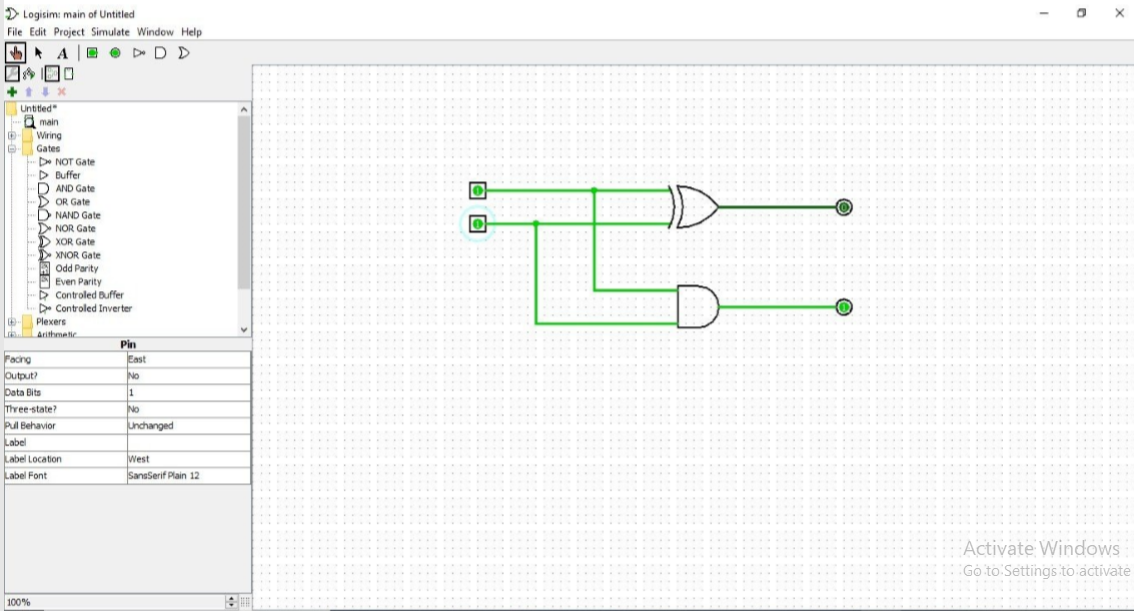 Logisim: main of Untitled
File Edit Project Simulate Window Help
A
Untitled*
main
Wiring
Gates
NOT Gate
Buffer
AND Gate
OR Gate
NAND Gate
NOR Gate
XOR Gate
XNOR Gate
Odd Parity
Even Parity
Controled Buffer
Controled Inverter
Plexers
Arithmetic
Pin
Facing East
Output? No
Data Bits 1
Three-state? No
Pull Behavior Unchanged
Label
Label Location West
Label Font SansSerif Plain 12
100%
1
1
0
1
Activate Windows
Go to Settings to activate